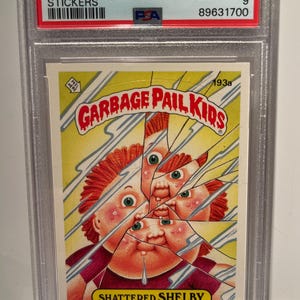 STICKERS
9
PSA
89631700
193a
GARBAGE PAIL KIDS
SHATTERED SHELBY